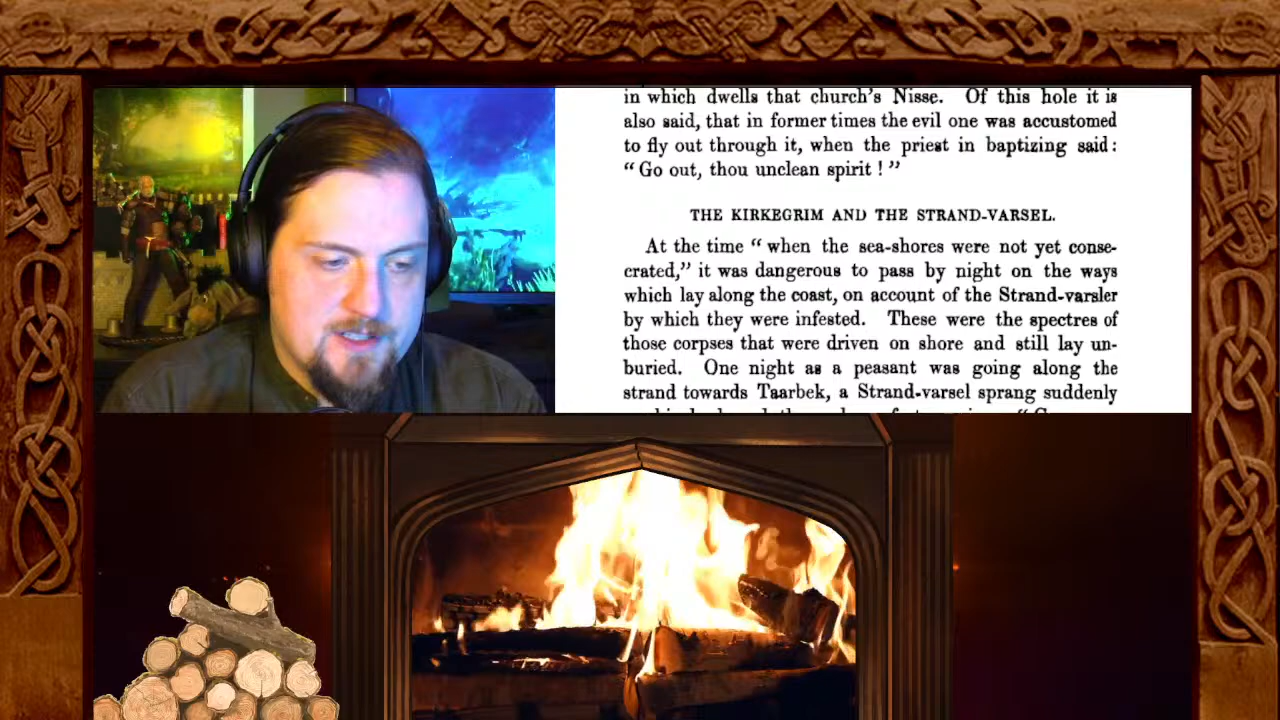 in which dwells that church's Nisse. Of this hole it is
also said, that in former times the evil one was accustomed
to fly out through it, when the priest in baptizing said:
“Go out, thou unclean spirit!”
THE KIRKEGRIM AND THE STRAND-VARSEL.
At the time “when the sea-shores were not yet conse-
crated,” it was dangerous to pass by night on the ways
which lay along the coast, on account of the Strand-varsler
by which they were infested. These were the spectres of
those corpses that were driven on shore and still lay un-
buried. One night as a peasant was going along the
strand towards Taarbek, a Strand-varsel sprang suddenly